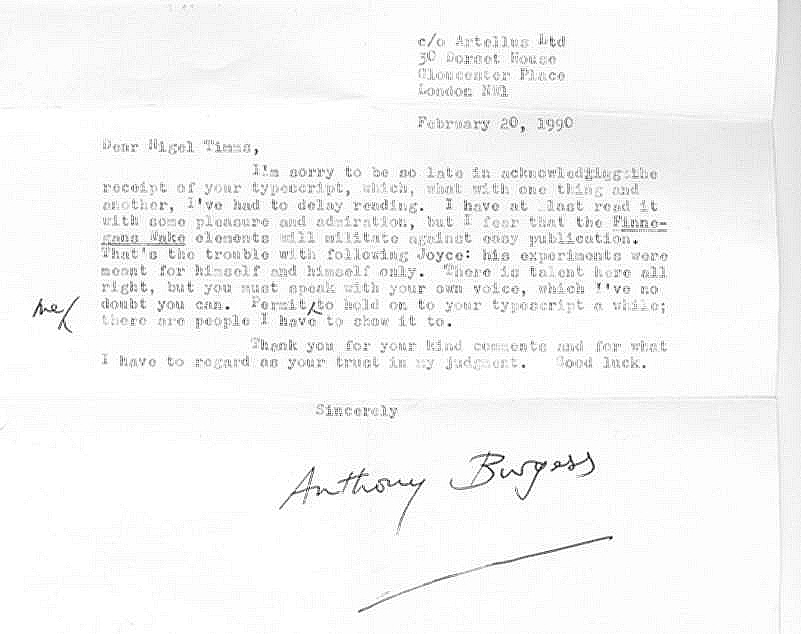 c/o Artellus Ltd
30 Dorset House
Gloucester Place
London NW1
February 20, 1990
Dear Nigel Timms,
I'm sorry to be so late in acknowledging the
receipt of your typescript, which, what with one thing and
another, I've had to delay reading. I have at last read it
with some pleasure and admiration, but I fear that the Finne-
gans Wake elements will militate against easy publication.
That's the trouble with following Joyce: his experiments were
meant for himself and himself only. There is talent here all
right, but you must speak with your own voice, which I've no
doubt you can. Permit me to hold on to your typescript a while;
there are people I have to show it to.
Thank you for your kind comments and for what
I have to regard as your trust in my judgment. Good luck.
Sincerely
Anthony Burgess